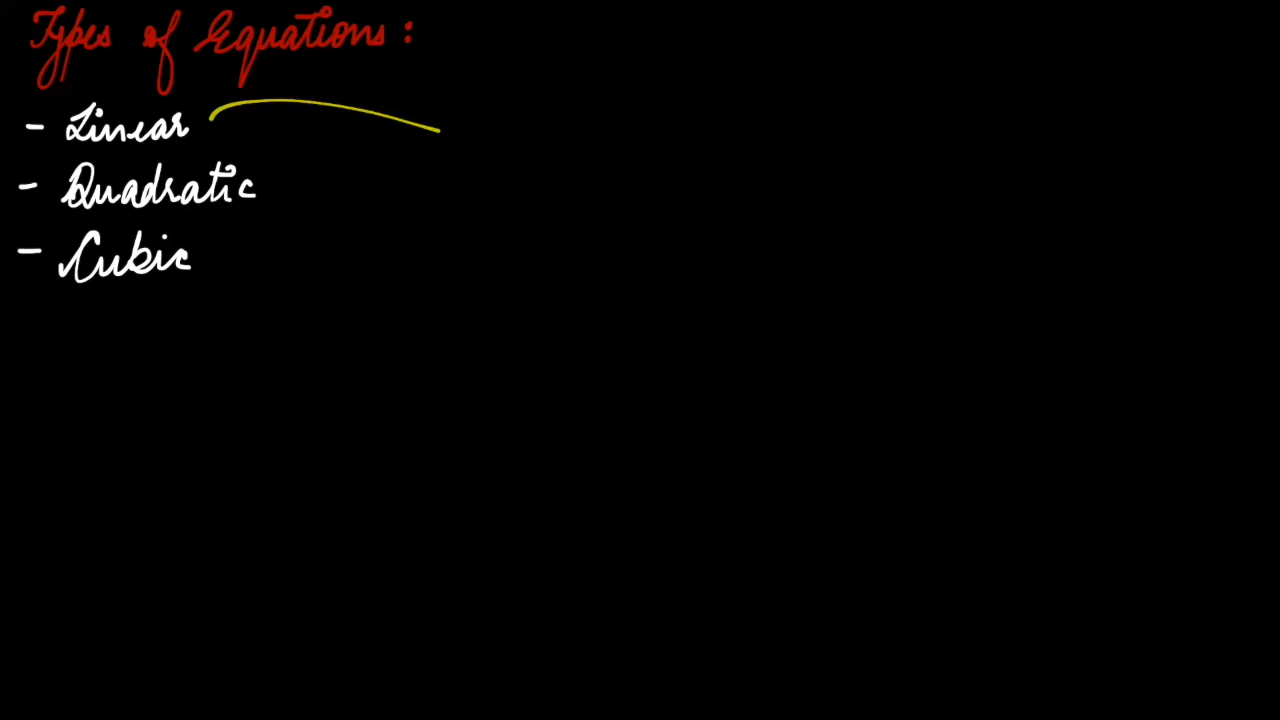 Types of Equations:
- Linear
- Quadratic
- Cubic